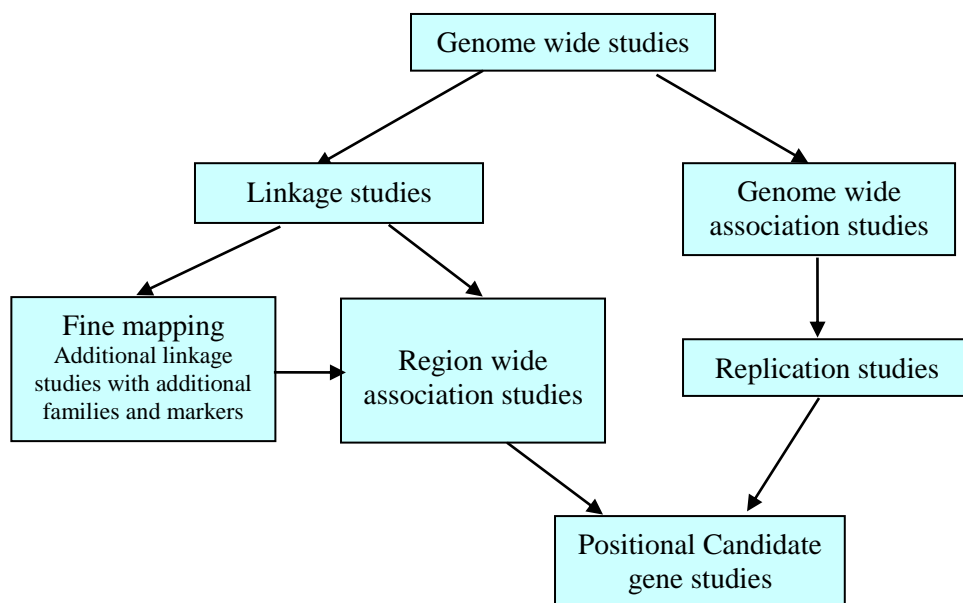 Genome wide studies
Linkage studies
Genome wide
association studies
Fine mapping
Additional linkage
studies with additional
families and markers
Region wide
association studies
Replication studies
Positional Candidate
gene studies